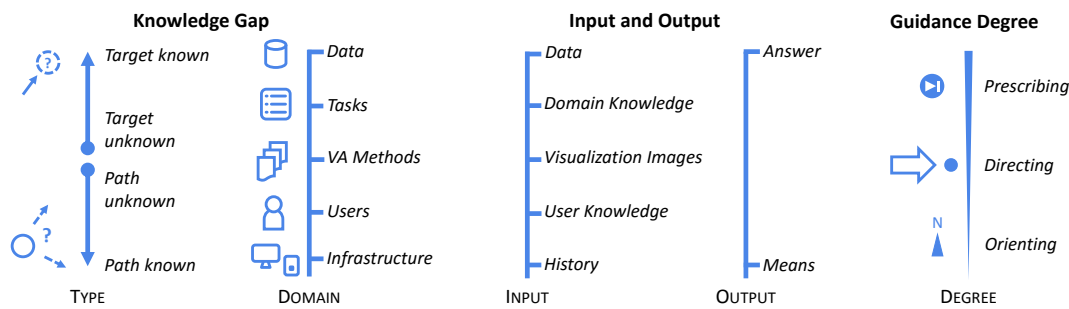 Knowledge Gap
Input and Output
Guidance Degree
?
Target known
Target
unknown
Path
unknown
?
Path known
TYPE
Data
Tasks
VA Methods
Users
Infrastructure
DOMAIN
Data
Domain Knowledge
Visualization Images
User Knowledge
History
INPUT
Answer
Means
OUTPUT
Prescribing
Directing
N
Orienting
DEGREE